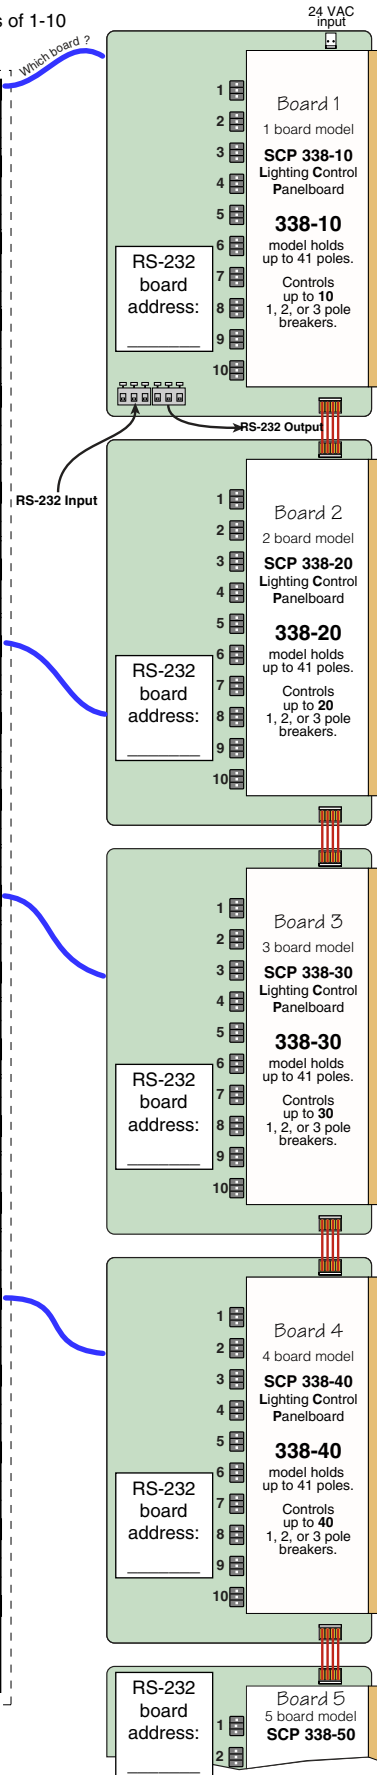 s of 1-10
24 VAC
input
Which board ?
1
2
3
4
5
6
7
8
9
10
Board 1
1 board model
SCP 338-10
Lighting Control
Panelboard
338-10
model holds
up to 41 poles.
Controls
up to 10
1, 2, or 3 pole
breakers.
RS-232
board
address:
_______
RS-232 Output
RS-232 Input
1
2
3
4
5
6
7
8
9
10
Board 2
2 board model
SCP 338-20
Lighting Control
Panelboard
338-20
model holds
up to 41 poles.
Controls
up to 20
1, 2, or 3 pole
breakers.
RS-232
board
address:
_______
1
2
3
4
5
6
7
8
9
10
Board 3
3 board model
SCP 338-30
Lighting Control
Panelboard
338-30
model holds
up to 41 poles.
Controls
up to 30
1, 2, or 3 pole
breakers.
RS-232
board
address:
_______
1
2
3
4
5
6
7
8
9
10
Board 4
4 board model
SCP 338-40
Lighting Control
Panelboard
338-40
model holds
up to 41 poles.
Controls
up to 40
1, 2, or 3 pole
breakers.
RS-232
board
address:
_______
RS-232
board
address:
_______
1
2
Board 5
5 board model
SCP 338-50